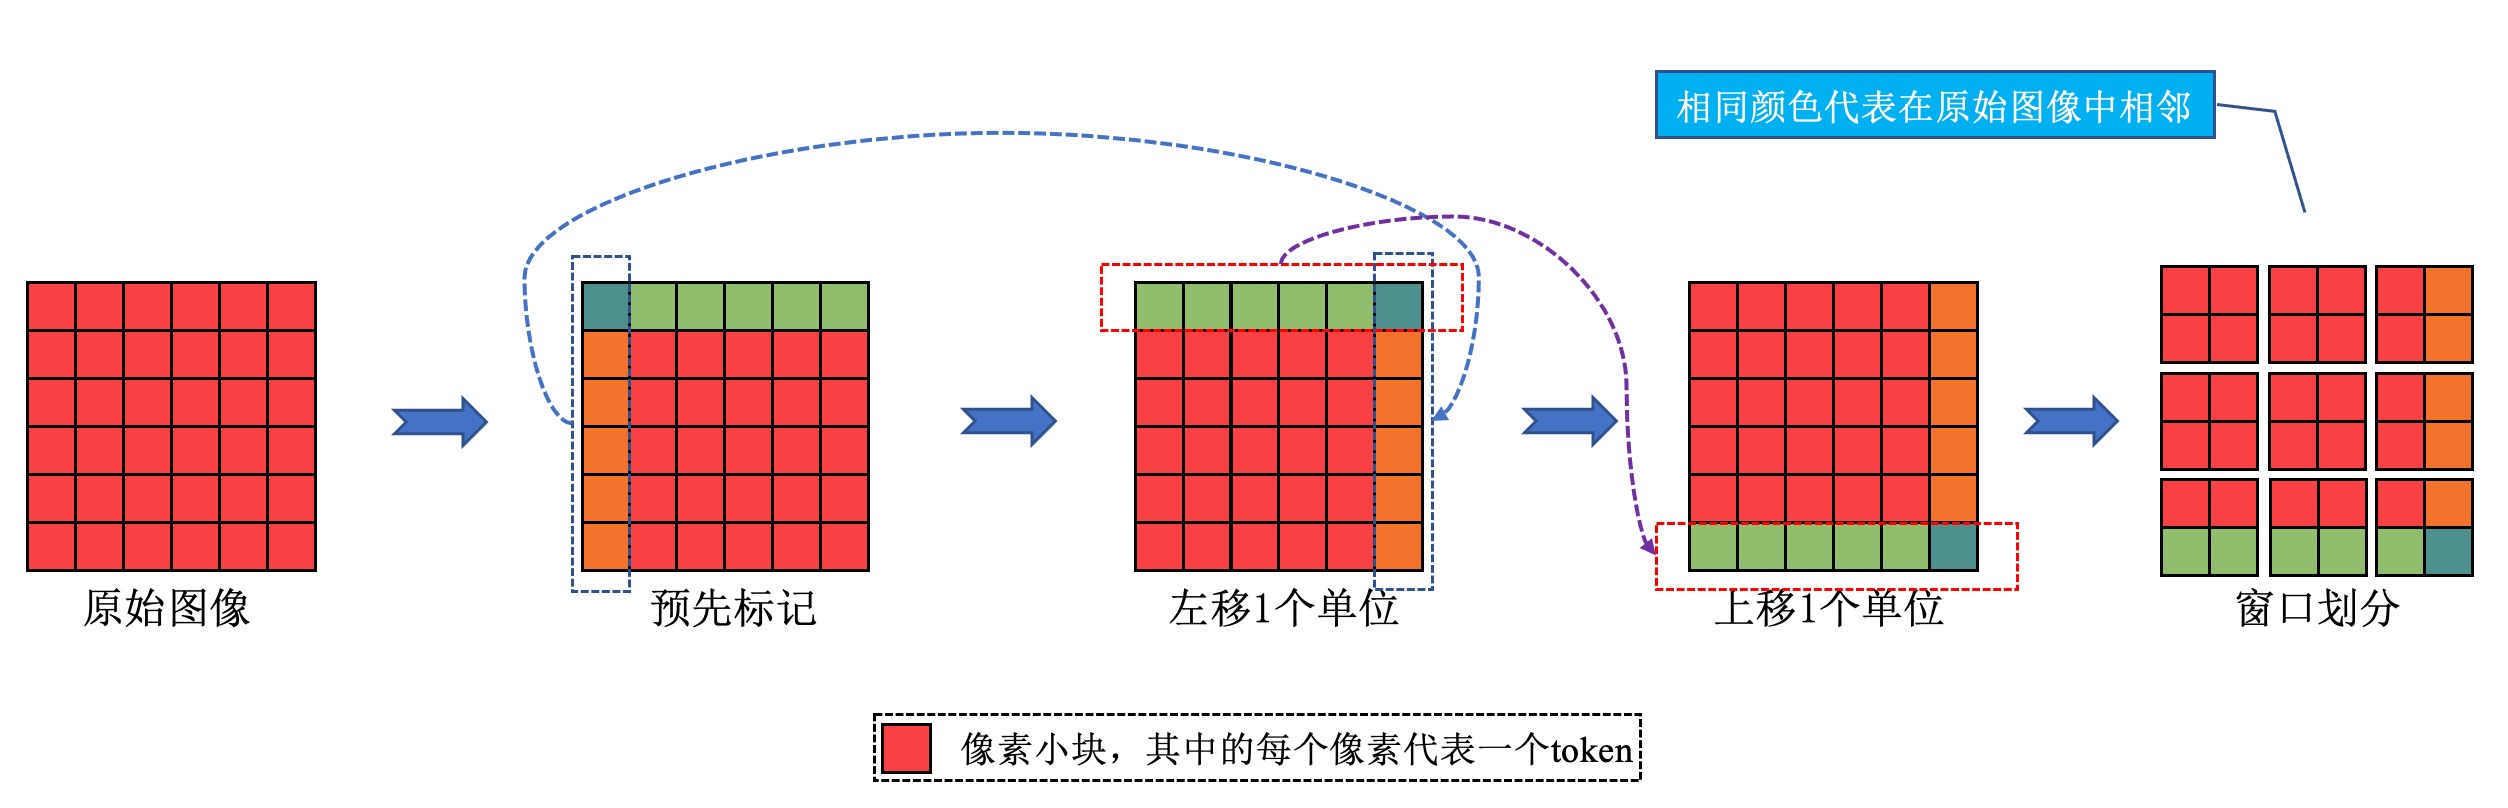 相同颜色代表在原始图像中相邻
原始图像
预先标识
左移1个单位
上移1个单位
窗口划分
像素小块，其中的每个像素代表一个token